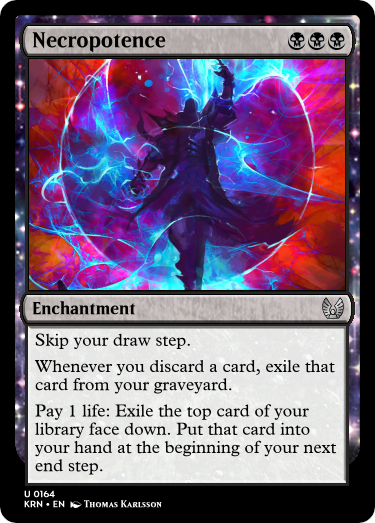 Necropotence
Enchantment
Skip your draw step.
Whenever you discard a card, exile that
card from your graveyard.
Pay 1 life: Exile the top card of your
library face down. Put that card into
your hand at the beginning of your next
end step.
U 0164
KRN • EN Thomas Karlsson